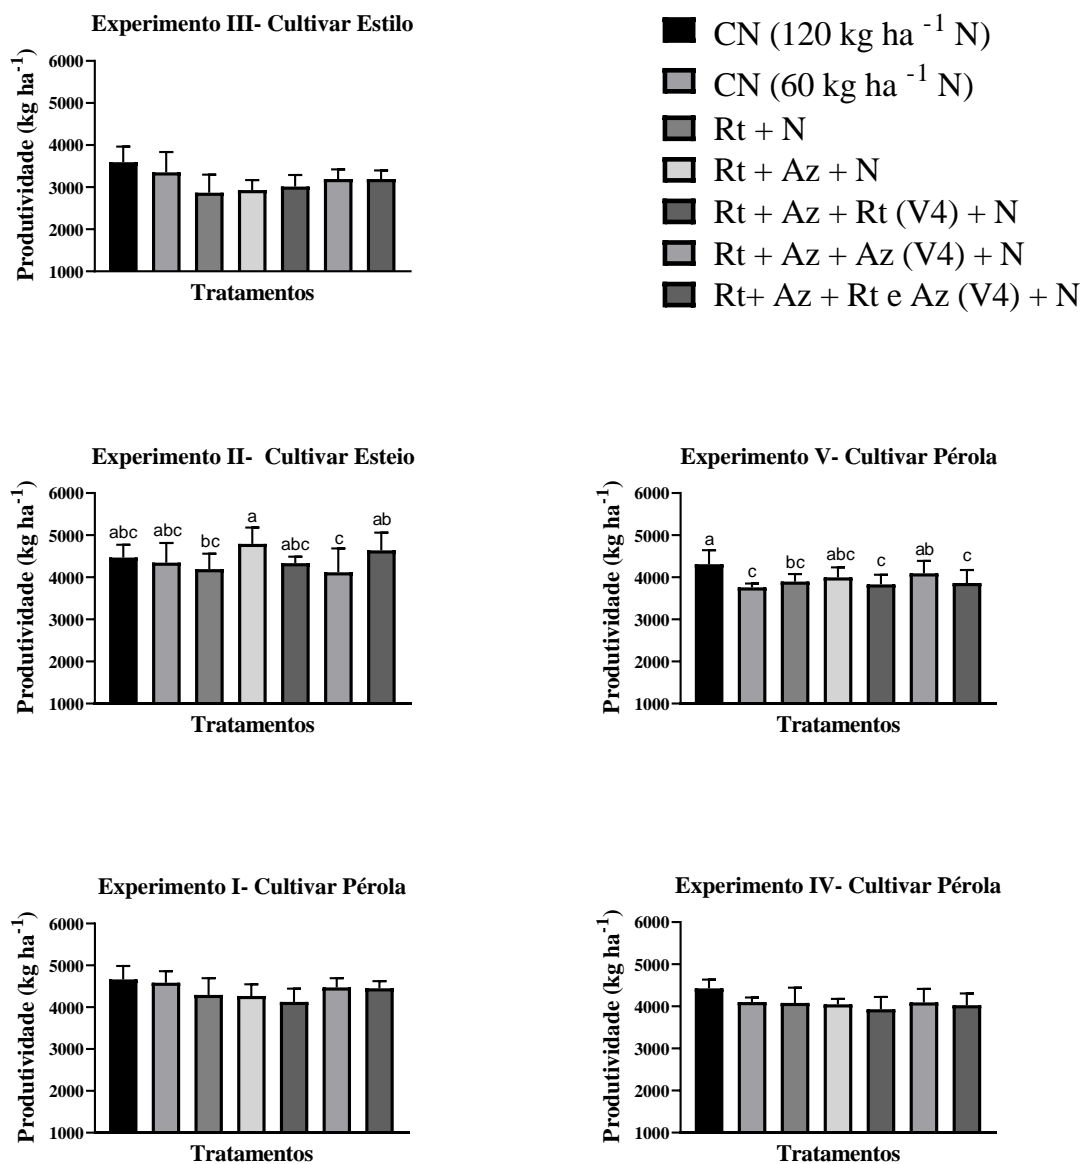 Experimento III- Cultivar Estilo
Produtividade (kg ha-1)
6000
5000
4000
3000
2000
1000
Tratamentos
CN (120 kg ha -1 N)
CN (60 kg ha -1 N)
Rt + N
Rt + Az + N
Rt + Az + Rt (V4) + N
Rt + Az + Az (V4) + N
Rt+ Az + Rt e Az (V4) + N
Experimento II- Cultivar Esteio
Produtividade (kg ha-1)
6000
5000
4000
3000
2000
1000
abc abc bc a abc c ab
Tratamentos
Experimento V- Cultivar Pérola
Produtividade (kg ha-1)
6000
5000
4000
3000
2000
1000
a c bc abc c ab c
Tratamentos
Experimento I- Cultivar Pérola
Produtividade (kg ha-1)
6000
5000
4000
3000
2000
1000
Tratamentos
Experimento IV- Cultivar Pérola
Produtividade (kg ha-1)
6000
5000
4000
3000
2000
1000
Tratamentos